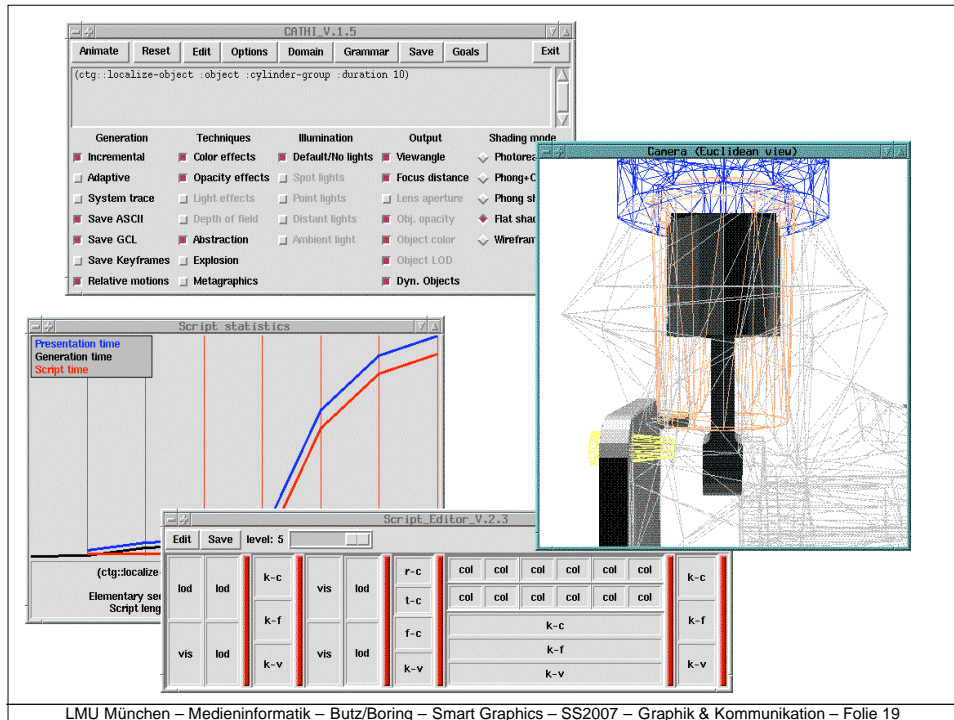 CATHI_V.1.5
Animate Reset Edit Options Domain Grammar Save Goals Exit
(ctg::localize-object :object :cylinder-group :duration 10)
Generation Techniques Illumination Output Shading mode
Incremental Color effects Default/No lights Viewangle
Adaptive Opacity effects Spot lights Focus distance
System trace Light effects Point lights Lens aperture Phong
Save ASCII Depth of field Distant lights Obj. opacity Flat
Save GCL Abstraction Ambient light Object color
Save Keyframes Explosion Object LOD
Relative motions Metagraphics Dyn. Objects
Camera (Euclidean view)
Script statistics
Presentation time
Generation time
Script time
(ctg::localize-
Elementary
Script
Script_Editor_V.2.3
Edit Save level: 5
lod lod k-c vis lod r-c col col col col col col k-c
t-c col col col col col col
k-f k-c k-f
f-c k-f
vis lod k-v vis lod k-v k-v k-v
LMU München – Medieninformatik – Butz/Boring – Smart Graphics – SS2007 – Graphik & Kommunikation – Folie 19